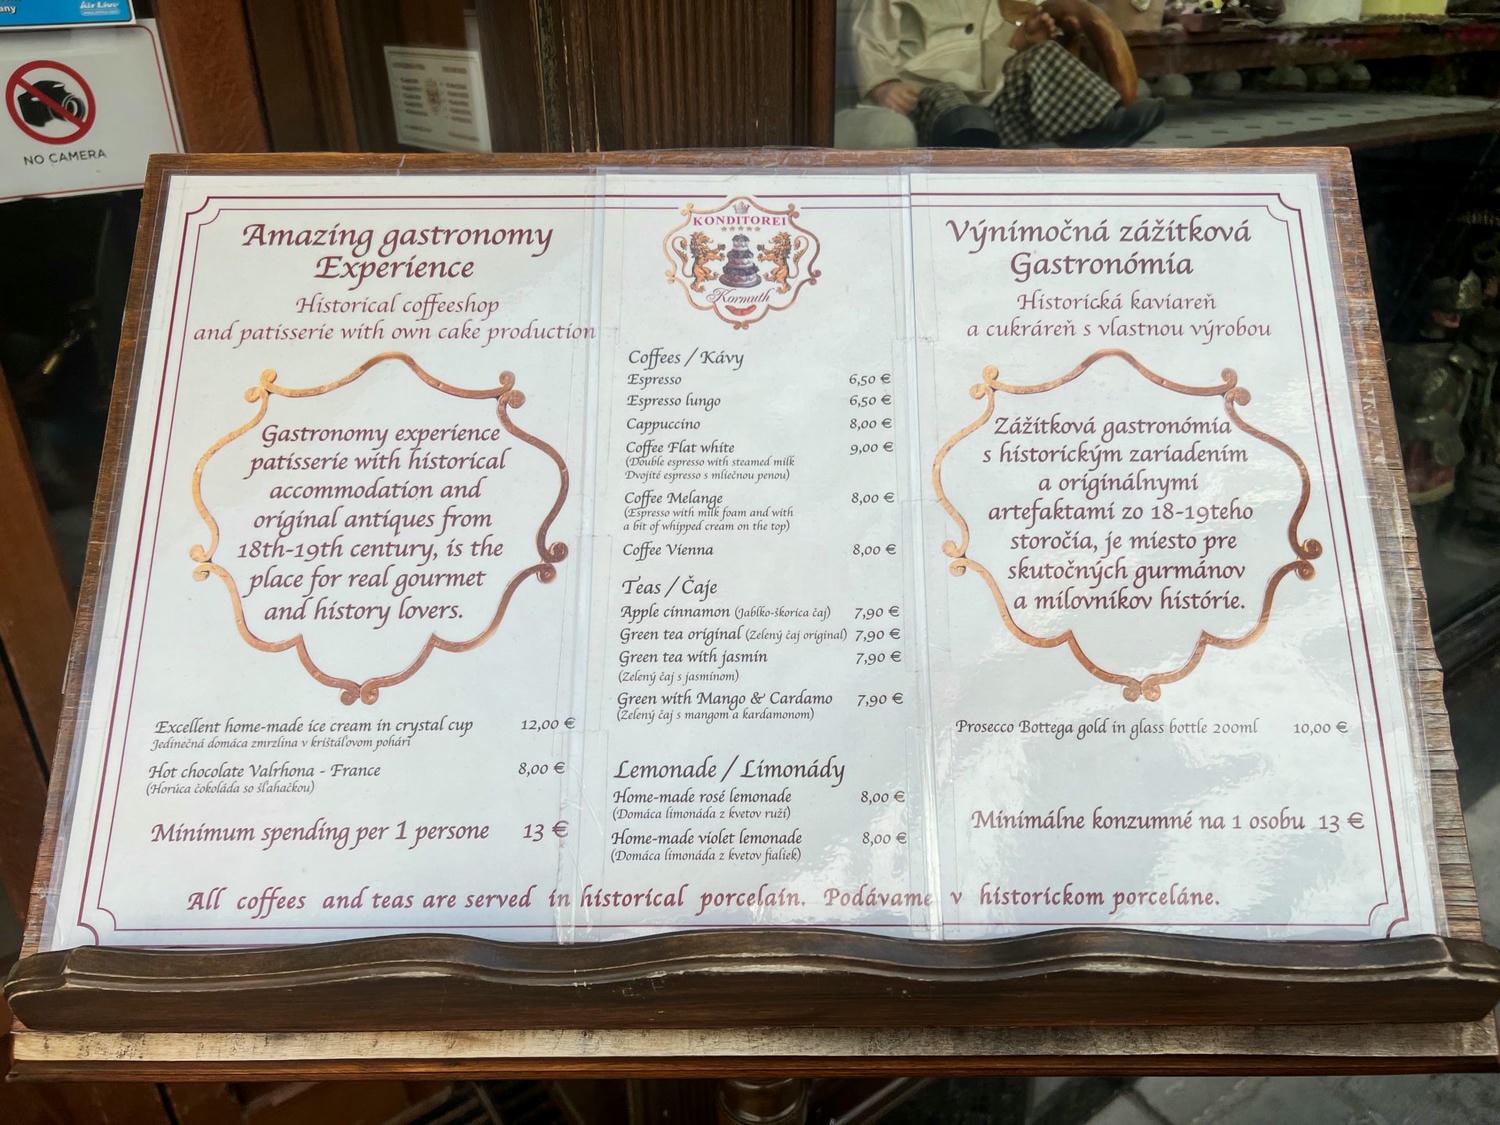 Air Live
any
NO CAMERA
Amazing gastronomy
Experience
Historical coffeeshop
and patisserie with own cake production
Gastronomy experience
patisserie with historical
accommodation and
original antiques from
18th-19th century, is the
place for real gourmet
and history lovers.
Excellent home-made ice cream in crystal cup 12,00 €
Jedinečná domáca zmrzlina v krištáľovom pohári
Hot chocolate Valrhona - France 8,00 €
(Horúca čokoláda so šľahačkou)
Minimum spending per 1 persone 13 €
KONDITOREI
Kormuth
Coffees / Kávy
Espresso 6,50 €
Espresso lungo 6,50 €
Cappuccino 8,00 €
Coffee Flat white 9,00 €
(Double espresso with steamed milk
Dvojité espresso s mliečnou penou)
Coffee Melange 8,00 €
(Espresso with milk foam and with
a bit of whipped cream on the top)
Coffee Vienna 8,00 €
Teas / Čaje
Apple cinnamon (Jablko-škorica čaj) 7,90 €
Green tea original (Zelený čaj original) 7,90 €
Green tea with jasmin 7,90 €
(Zelený čaj s jasmínom)
Green with Mango & Cardamo 7,90 €
(Zelený čaj s mangom a kardamonom)
Lemonade / Limonády
Home-made rosé lemonade 8,00 €
(Domáca limonáda z kvetov ruží)
Home-made violet lemonade 8,00 €
(Domáca limonáda z kvetov fialiek)
Výnimočná zážitková
Gastronómia
Historická kaviareň
a cukráreň s vlastnou výrobou
Zážitková gastronómia
s historickým zariadením
a originálnymi
artefaktami zo 18-19teho
storočia, je miesto pre
skutočných gurmánov
a milovníkov histórie.
Prosecco Bottega gold in glass bottle 200ml 10,00 €
Minimálne konzumné na 1 osobu 13 €
All coffees and teas are served in historical porcelain. Podávame v historickom porceláne.